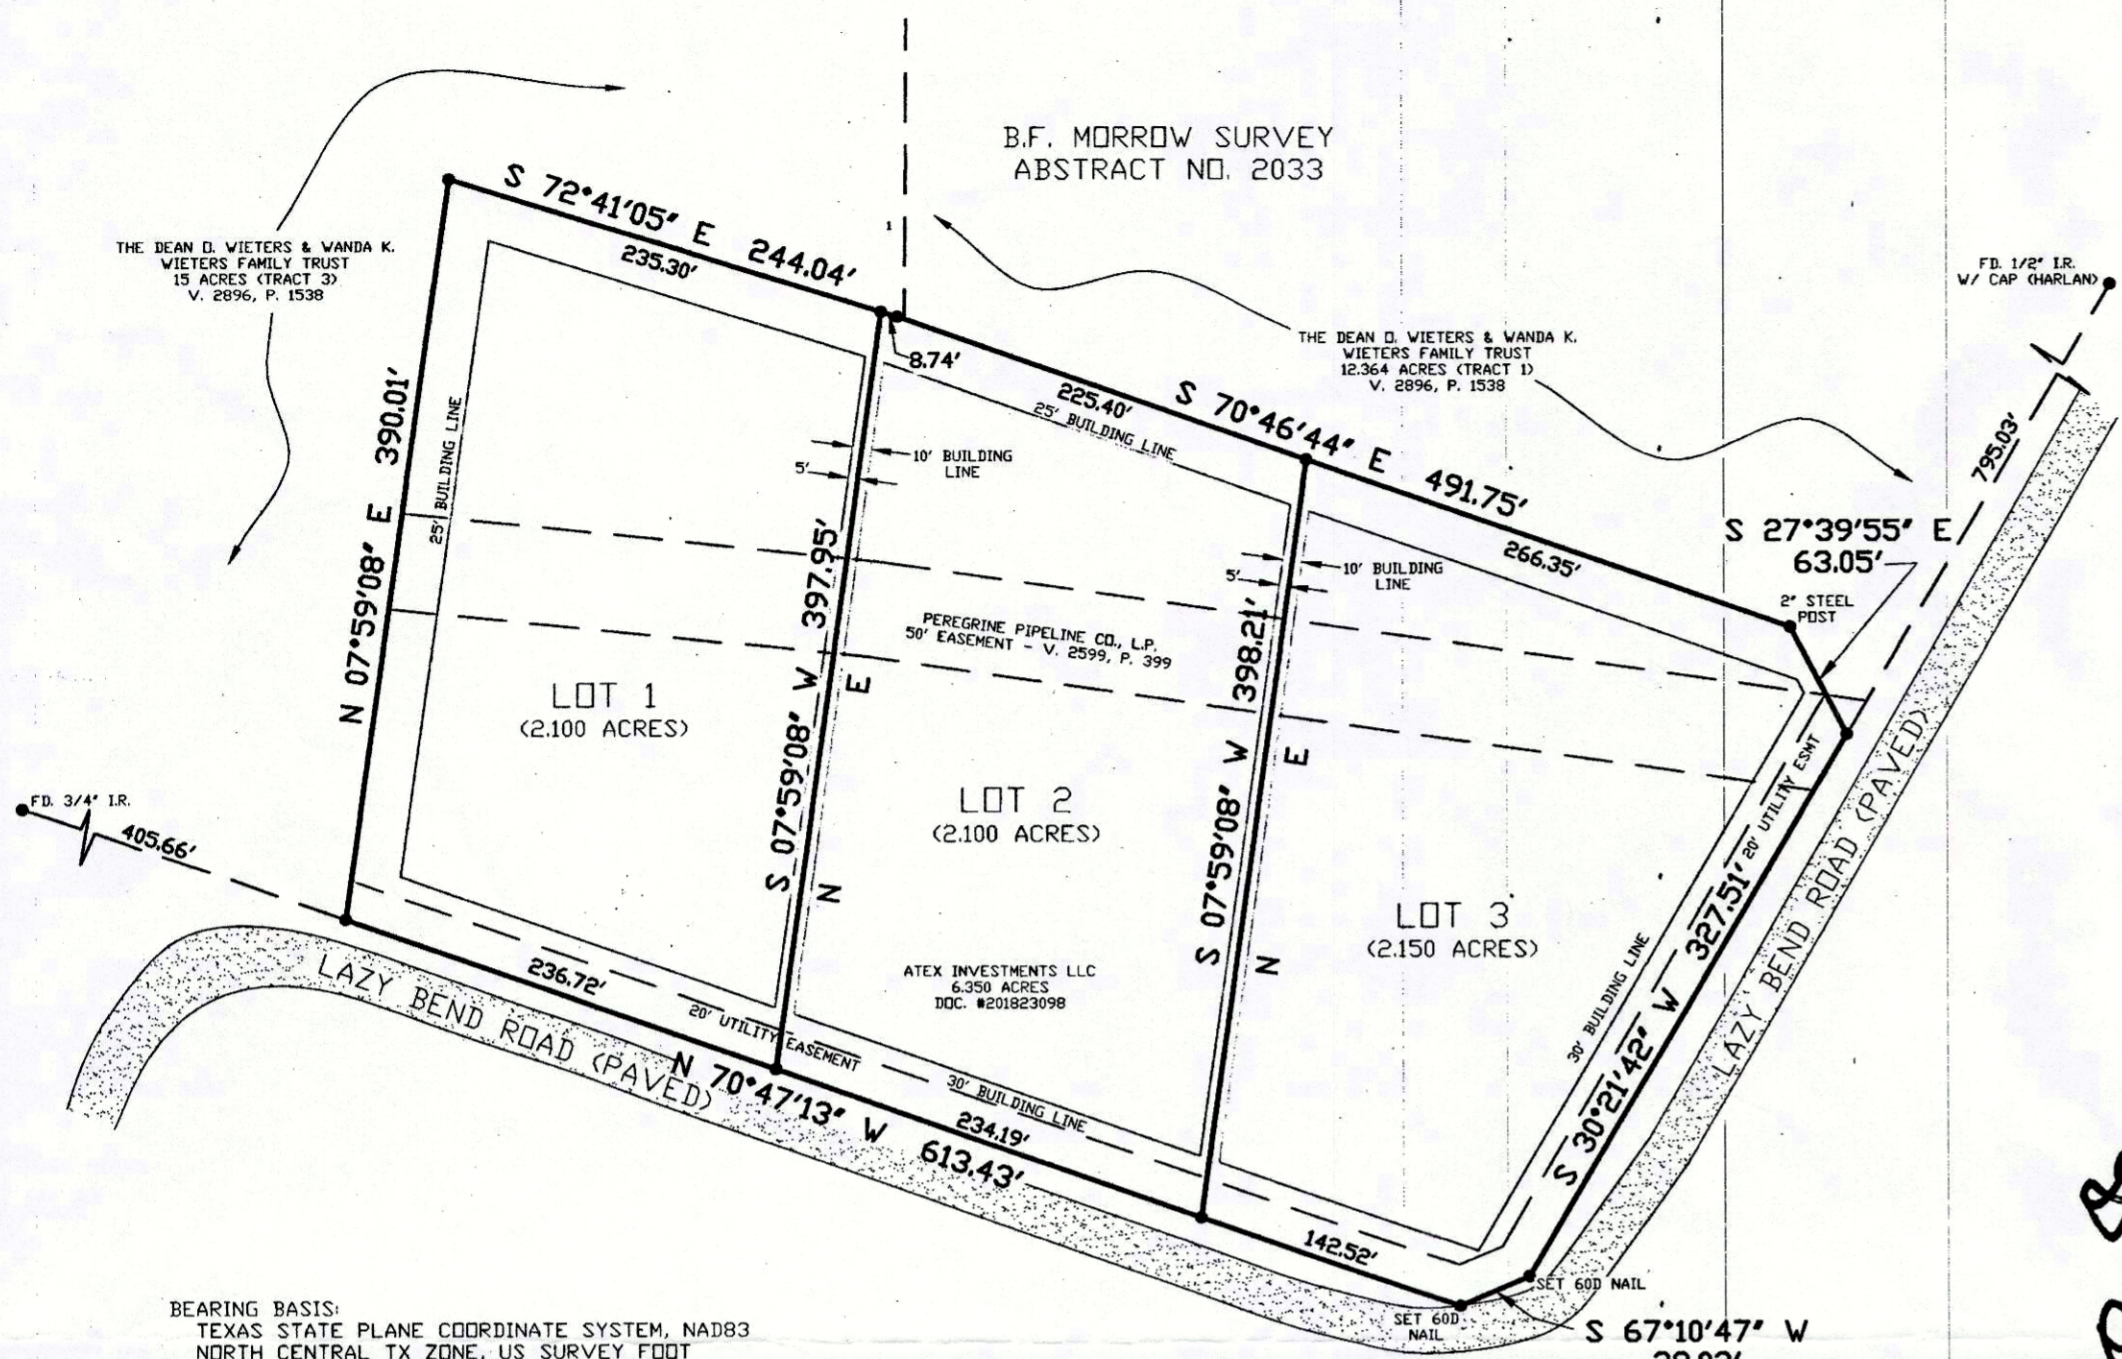 B.F. MORROW SURVEY
ABSTRACT NO. 2033
S 72°41'05" E 244.04'
235.30'
1
THE DEAN D. WIETERS & WANDA K.
WIETERS FAMILY TRUST
15 ACRES (TRACT 3)
V. 2896, P. 1538
FD. 1/2" I.R.
W/ CAP (HARLAN)
8.74'
THE DEAN D. WIETERS & WANDA K.
WIETERS FAMILY TRUST
12.364 ACRES (TRACT 1)
V. 2896, P. 1538
225.40'
25' BUILDING LINE
S 70°46'44" E 491.75'
266.35'
795.03'
N 07°59'08" E 390.01'
25' BUILDING LINE
10' BUILDING
LINE
5'
10' BUILDING
LINE
5'
S 27°39'55" E
63.05'
2" STEEL
POST
PEREGRINE PIPELINE CO., L.P.
50' EASEMENT - V. 2599, P. 399
S 07°59'08" W 397.95'
N E
S 07°59'08" W 398.21'
N E
LOT 1
(2.100 ACRES)
LOT 2
(2.100 ACRES)
LOT 3
(2.150 ACRES)
FD. 3/4" I.R.
405.66'
20' UTILITY ESMT
S 30°21'42" W 327.51'
30' BUILDING LINE
LAZY BEND ROAD (PAVED)
ATEX INVESTMENTS LLC
6.350 ACRES
DOC. #201823098
236.72'
20' UTILITY EASEMENT
LAZY BEND ROAD (PAVED)
N 70°47'13" W 613.43'
30' BUILDING LINE
234.19'
142.52'
SET 60D NAIL
SET 60D
NAIL
S 67°10'47" W
BEARING BASIS:
TEXAS STATE PLANE COORDINATE SYSTEM, NAD83
NORTH CENTRAL TX ZONE, US SURVEY FOOT